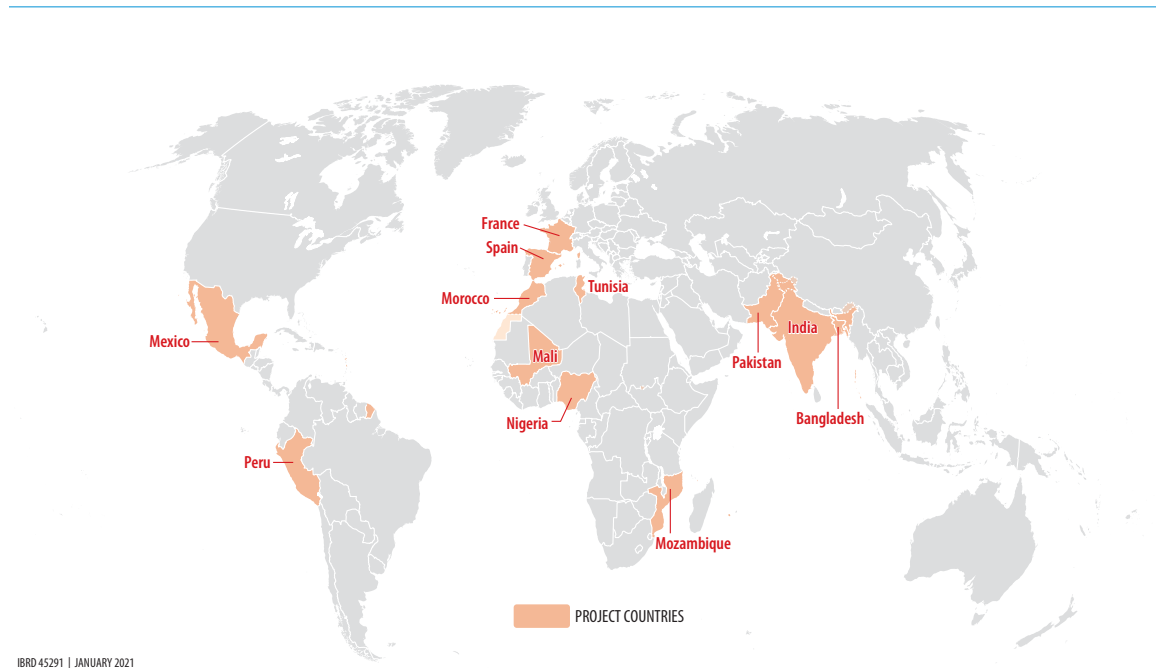 France
Spain
Morocco
Tunisia
Mexico
Mali
India
Pakistan
Nigeria
Bangladesh
Peru
Mozambique
PROJECT COUNTRIES
IBRD 45291 | JANUARY 2021